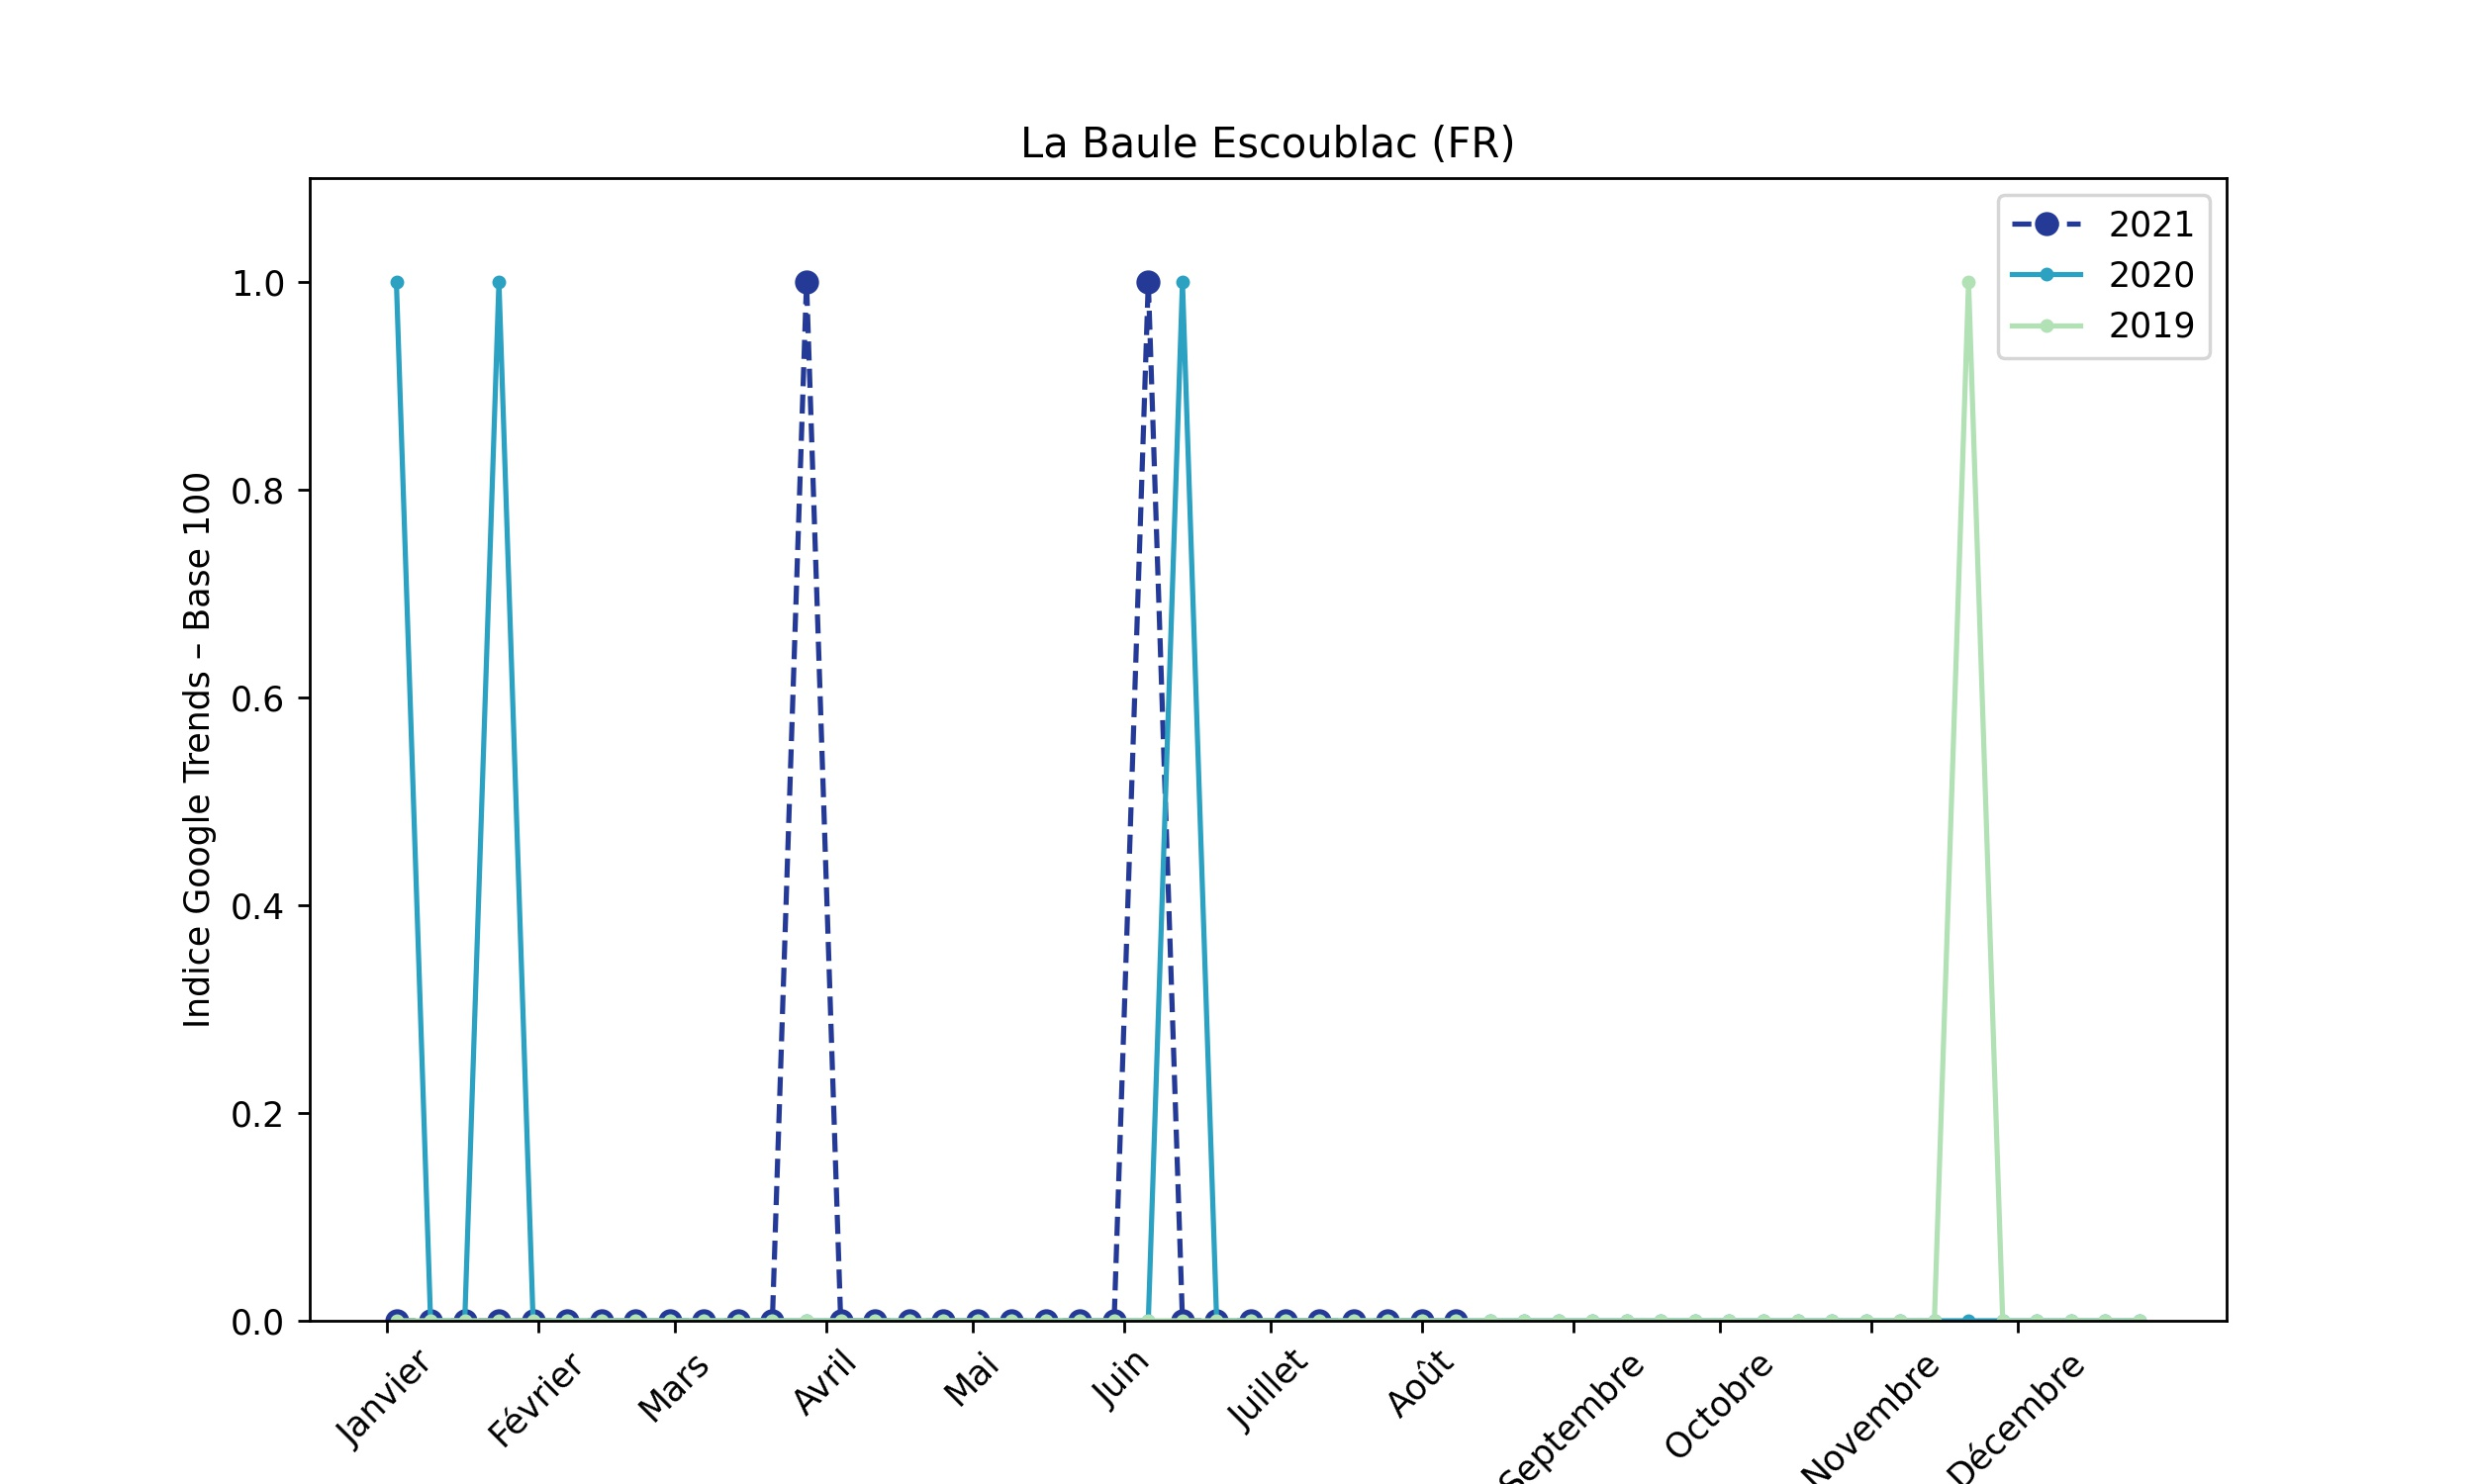 La Baule Escoublac (FR)
2021
2020
2019
Indice Google Trends – Base 100
1.0
0.8
0.6
0.4
0.2
0.0
Janvier
Février
Mars
Avril
Mai
Juin
Juillet
Août
Septembre
Octobre
Novembre
Décembre